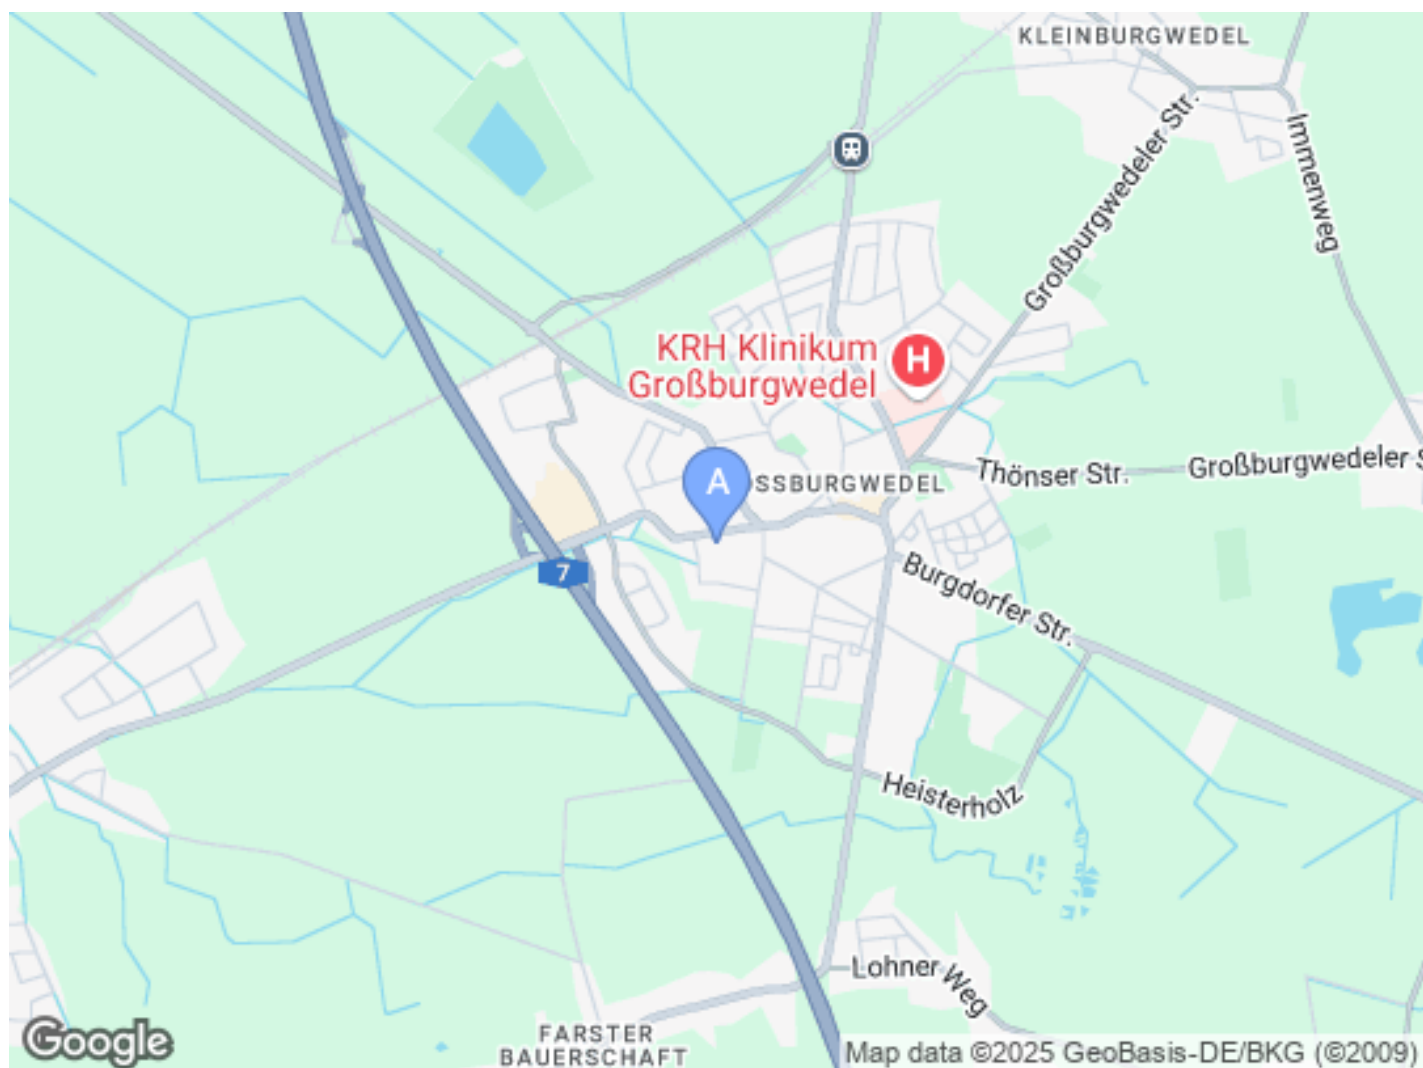 KLEINBURGWEDEL
Großburgwedeler Str.
Immenweg
KRH Klinikum
Großburgwedel
H
Thönser Str.
Großburgwedeler S
A
OSSBURGWEDEL
7
Burgdorfer Str.
Heisterholz
Lohner Weg
FARSTER
BAUERSCHAFT
Google
Map data ©2025 GeoBasis-DE/BKG (©2009)